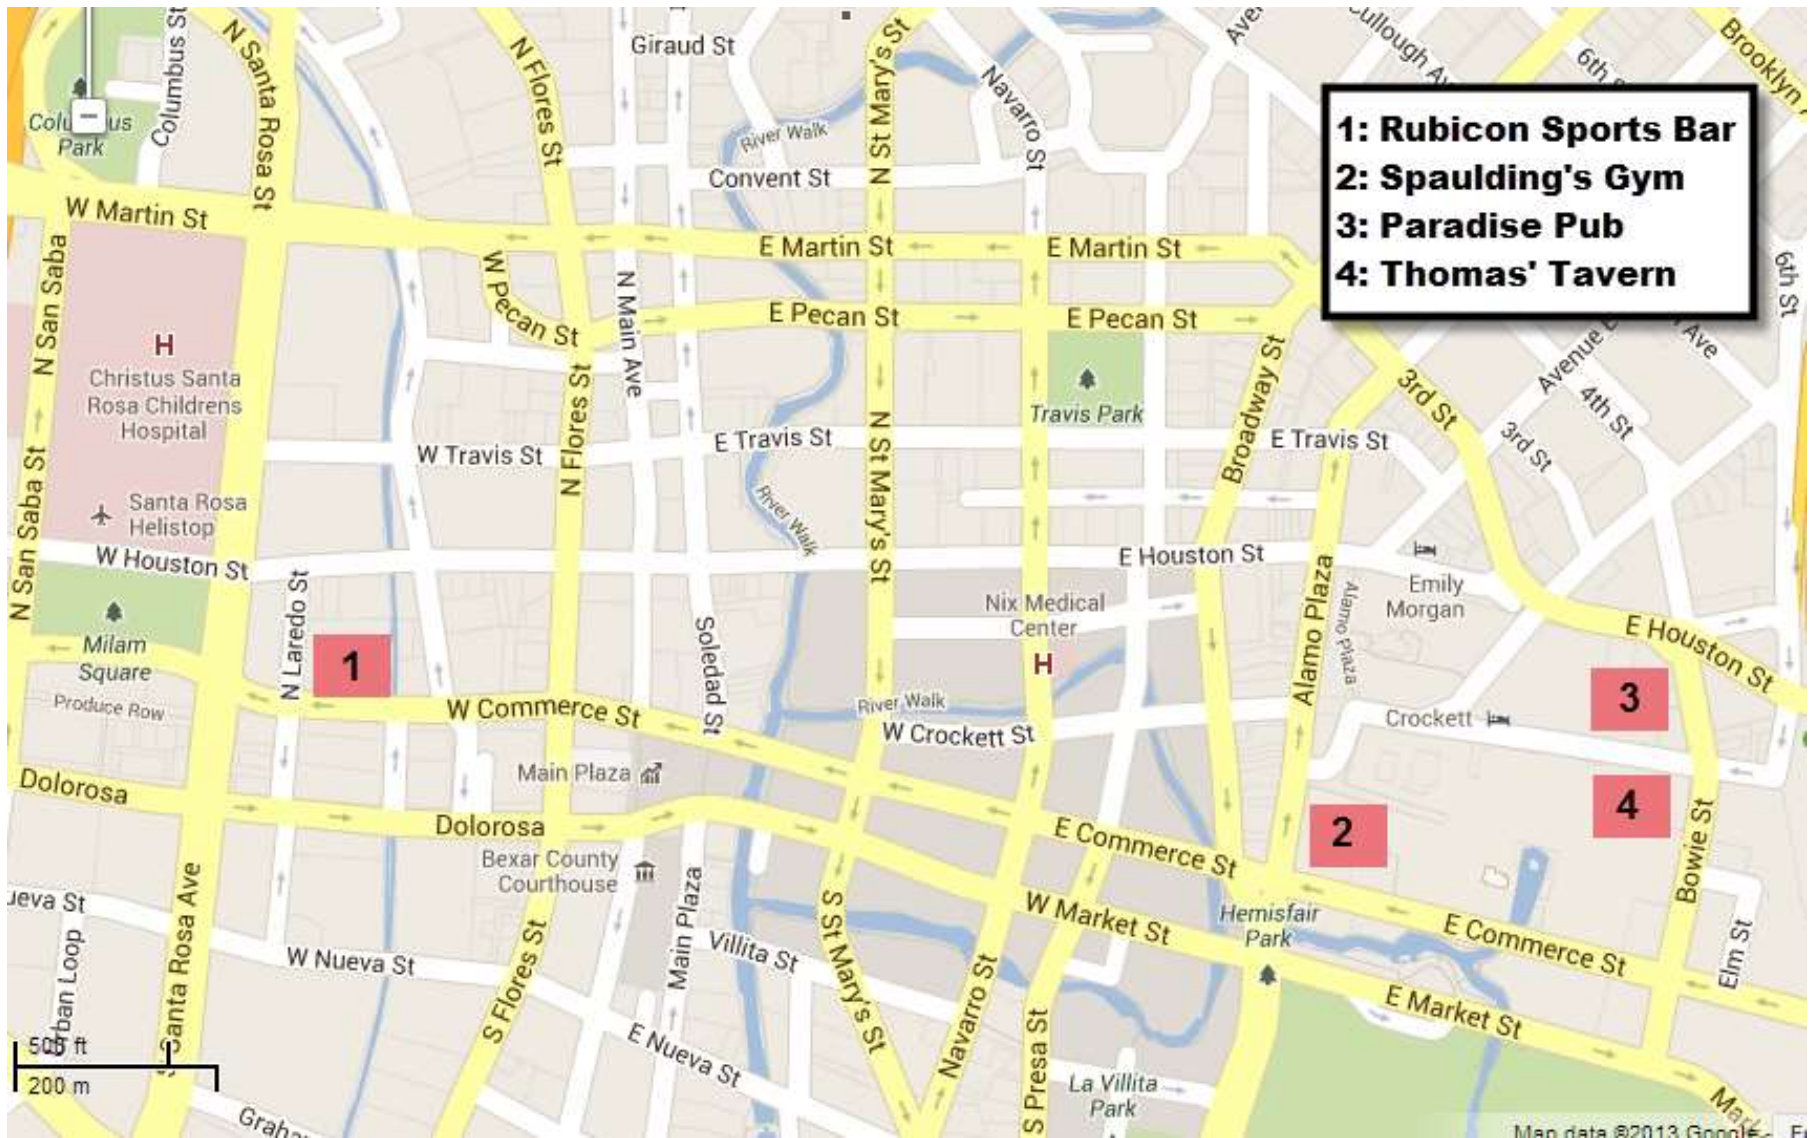 Columbus St
N Santa Rosa St
N Flores St
Giraud St
N St Mary's St
Navarro St
6th
Brooklyn
Park
River Walk
Convent St
1: Rubicon Sports Bar
2: Spaulding's Gym
3: Paradise Pub
4: Thomas' Tavern
W Martin St
E Martin St
E Martin St
N San Saba
W Pecan St
N Main Ave
E Pecan St
E Pecan St
6th St
H
Christus Santa
Rosa Childrens
Hospital
N Flores St
Travis Park
Broadway St
3rd St
Avenue
Ave
4th St
3rd St
W Travis St
E Travis St
E Travis St
N St Mary's St
River Walk
N San Saba St
Santa Rosa
Helistop
W Houston St
E Houston St
Alamo Plaza
Alamo Plaza
Emily
Morgan
Nix Medical
Center
H
N Laredo St
Soledad St
E Houston St
Milam
Square
Produce Row
1
W Commerce St
River Walk
W Crockett St
Crockett
3
Main Plaza
Dolorosa
Dolorosa
2
4
Bowie St
E Commerce St
Bexar County
Courthouse
Main Plaza
S Santa Rosa Ave
S Flores St
S St Mary's St
W Market St
Hemisfair
Park
E Commerce St
Elm St
W Nueva St
Villita St
Navarro St
S Presa St
E Market St
E Nueva St
La Villita
Park
500 ft
200 m
Map data ©2013 Google